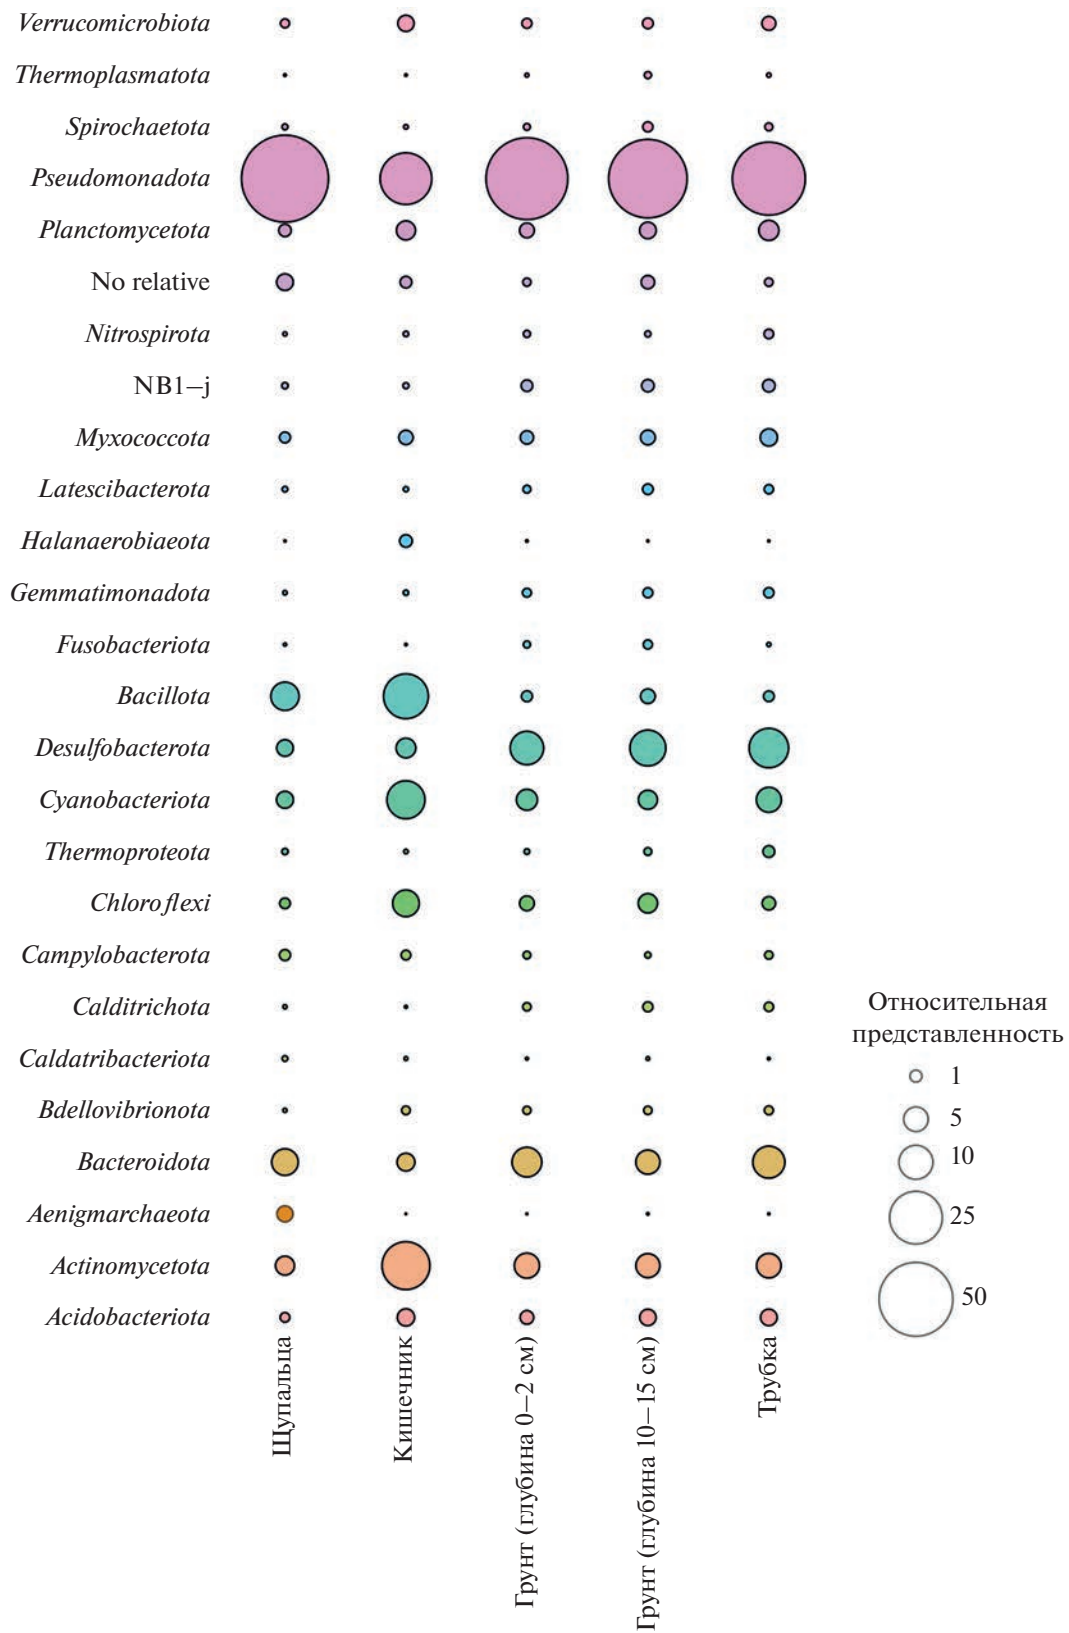 Verrucomicrobiota
Thermoplasmatota
Spirochaetota
Pseudomonadota
Planctomycetota
No relative
Nitrospirota
NB1–j
Myxococcota
Latescibacterota
Halanaerobiaeota
Gemmatimonadota
Fusobacteriota
Bacillota
Desulfobacterota
Cyanobacteriota
Thermoproteota
Chloroflexi
Campylobacterota
Calditrichota
Caldatribacteriota
Bdellovibrionota
Bacteroidota
Aenigmarchaeota
Actinomycetota
Acidobacteriota
Щупальца
Кишечник
Грунт (глубина 0–2 см)
Грунт (глубина 10–15 см)
Трубка
Относительная
представленность
1
5
10
25
50